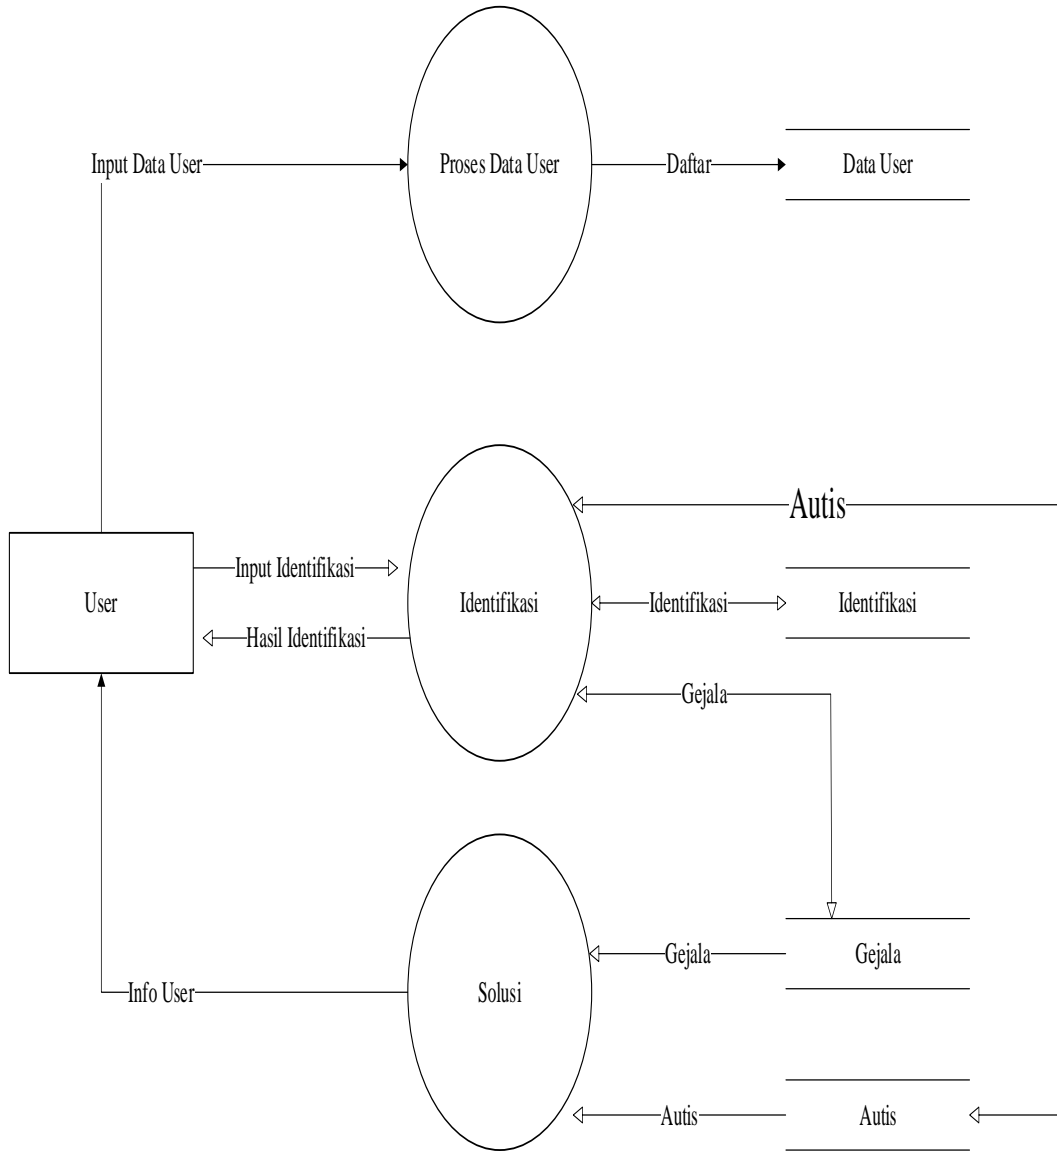 Input Data User
Proses Data User
Daftar
Data User
Autis
User
Input Identifikasi
Hasil Identifikasi
Identifikasi
Identifikasi
Identifikasi
Gejala
Gejala
Gejala
Info User
Solusi
Autis
Autis